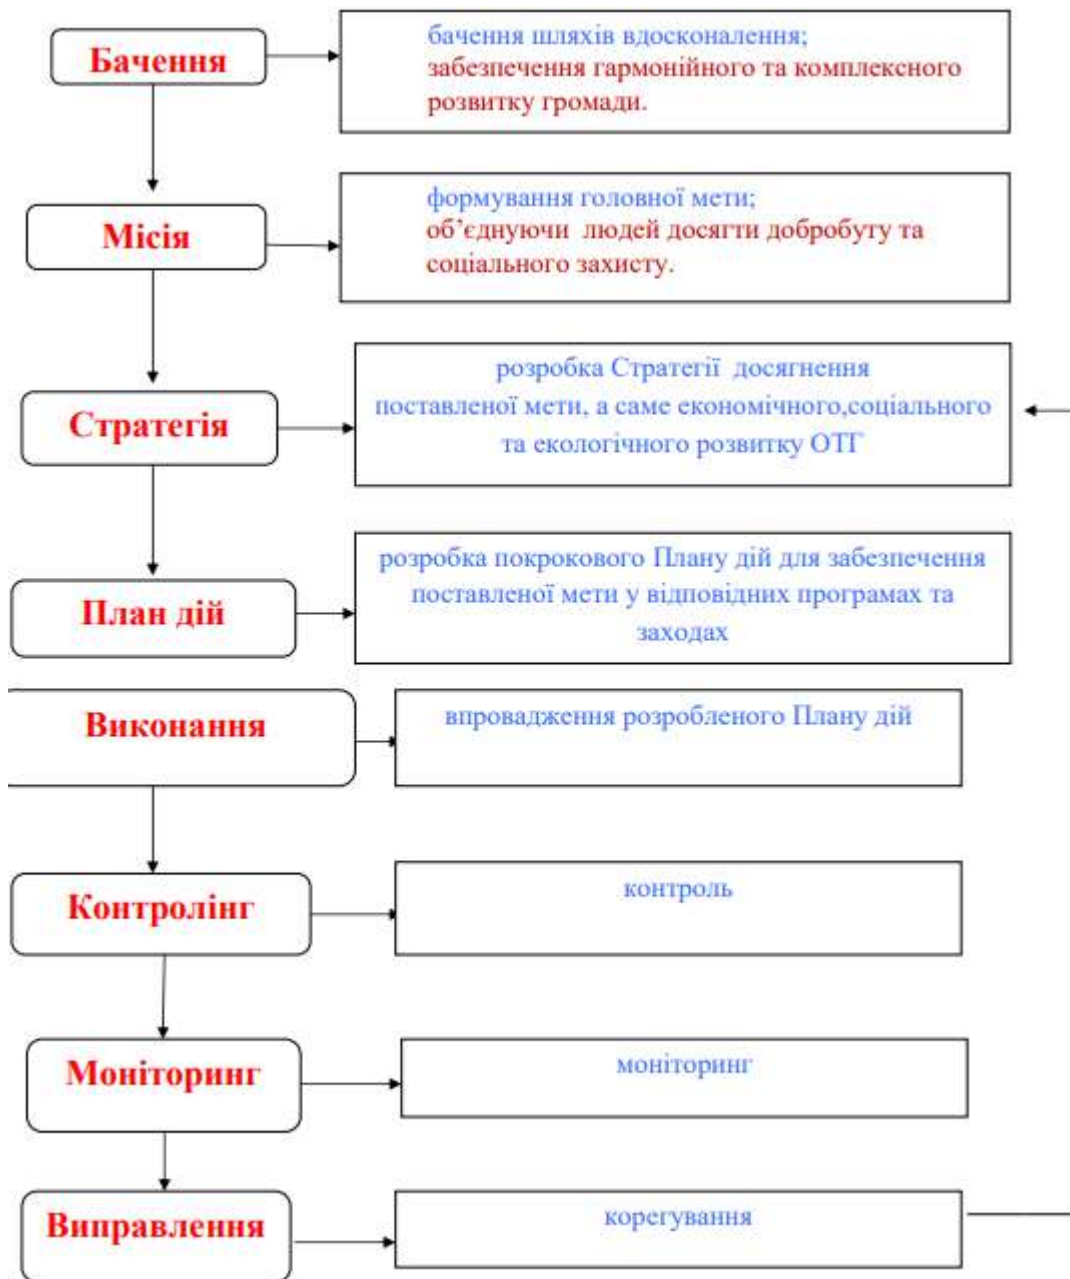 Бачення
бачення шляхів вдосконалення;
забезпечення гармонійного та комплексного
розвитку громади.
Місія
формування головної мети;
об’єднуючи людей досягти добробуту та
соціального захисту.
Стратегія
розробка Стратегії досягнення
поставленої мети, а саме економічного,соціального
та екологічного розвитку ОТГ
План дій
розробка покрокового Плану дій для забезпечення
поставленої мети у відповідних програмах та
заходах
Виконання
впровадження розробленого Плану дій
Контролінг
контроль
Моніторинг
моніторинг
Виправлення
корегування